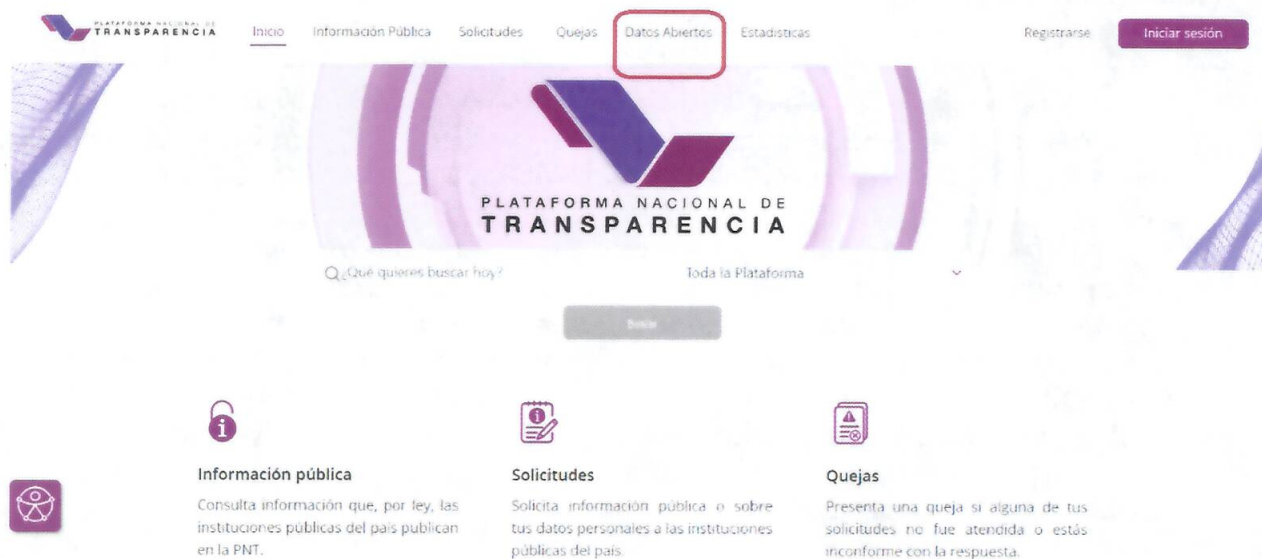 PLATAFORMA NACIONAL DE
TRANSPARENCIA
Inicio
Información Pública
Solicitudes
Quejas
Datos Abiertos
Estadísticas
Registrarse
Iniciar sesión
PLATAFORMA NACIONAL DE
TRANSPARENCIA
¿Qué quieres buscar hoy?
Toda la Plataforma
Buscar
Información pública
Consulta información que, por ley, las
instituciones públicas del país publican
en la PNT.
Solicitudes
Solicita información pública o sobre
tus datos personales a las instituciones
públicas del país.
Quejas
Presenta una queja si alguna de tus
solicitudes no fue atendida o estás
inconforme con la respuesta.